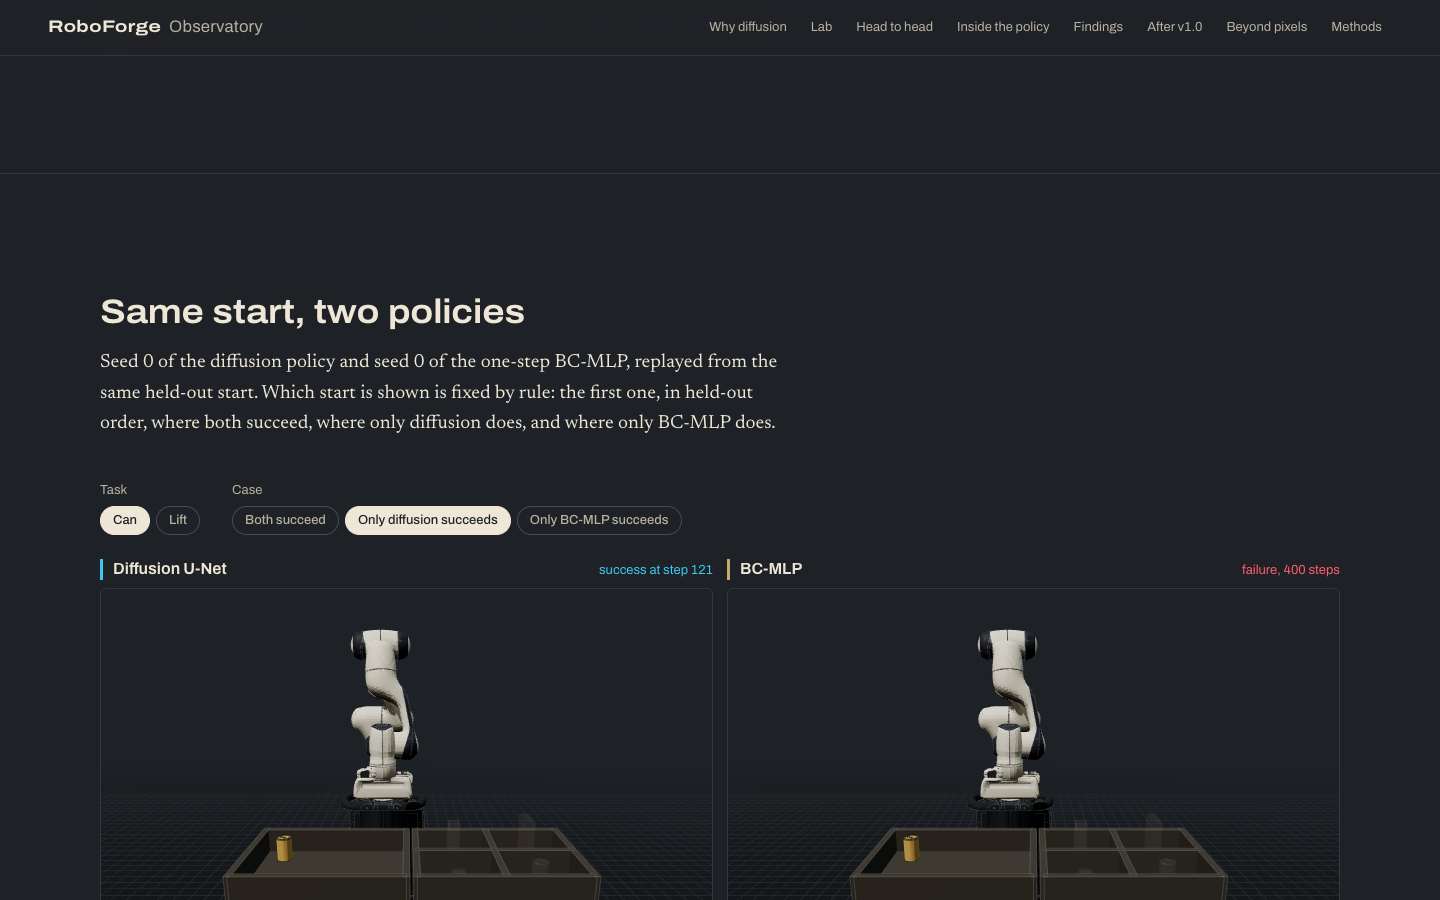 RoboForge Observatory
Why diffusion Lab Head to head Inside the policy Findings After v1.0 Beyond pixels Methods
Same start, two policies
Seed 0 of the diffusion policy and seed 0 of the one-step BC-MLP, replayed from the
same held-out start. Which start is shown is fixed by rule: the first one, in held-out
order, where both succeed, where only diffusion does, and where only BC-MLP does.
Task Case
Can Lift Both succeed Only diffusion succeeds Only BC-MLP succeeds
Diffusion U-Net success at step 121 BC-MLP failure, 400 steps